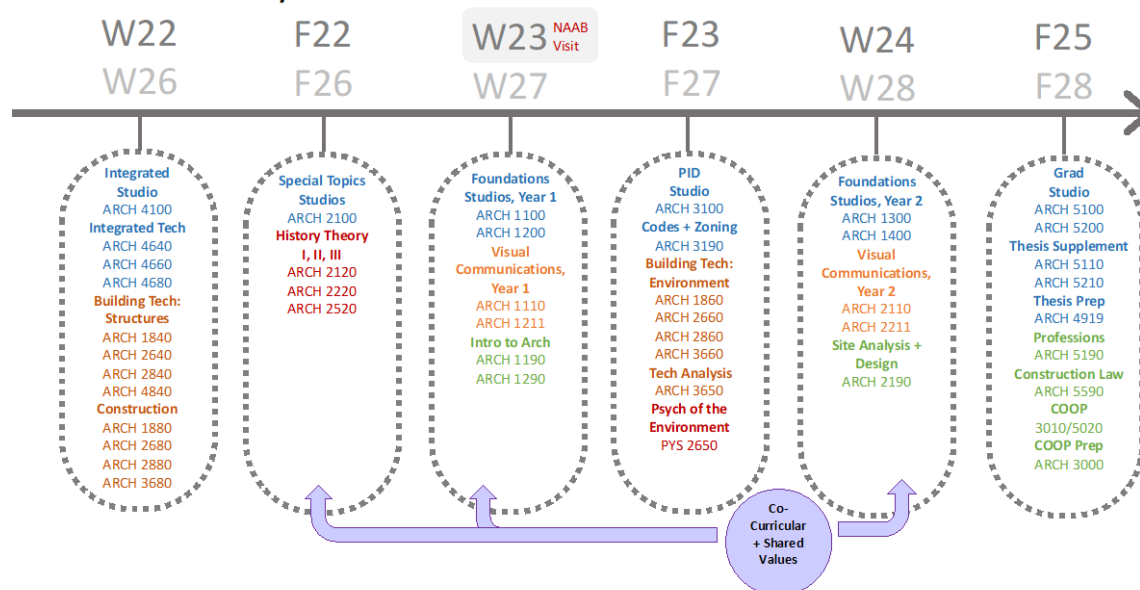 W22
W26
F22
F26
W23 NAAB
Visit
W27
F23
F27
W24
W28
F25
F28
Integrated
Studio
ARCH 4100
Integrated Tech
ARCH 4640
ARCH 4660
ARCH 4680
Building Tech:
Structures
ARCH 1840
ARCH 2640
ARCH 2840
ARCH 4840
Construction
ARCH 1880
ARCH 2680
ARCH 2880
ARCH 3680
Special Topics
Studios
ARCH 2100
History Theory
I, II, III
ARCH 2120
ARCH 2220
ARCH 2520
Foundations
Studios, Year 1
ARCH 1100
ARCH 1200
Visual
Communications,
Year 1
ARCH 1110
ARCH 1211
Intro to Arch
ARCH 1190
ARCH 1290
PID
Studio
ARCH 3100
Codes + Zoning
ARCH 3190
Building Tech:
Environment
ARCH 1860
ARCH 2660
ARCH 2860
ARCH 3660
Tech Analysis
ARCH 3650
Psych of the
Environment
PYS 2650
Foundations
Studios, Year 2
ARCH 1300
ARCH 1400
Visual
Communications,
Year 2
ARCH 2110
ARCH 2211
Site Analysis +
Design
ARCH 2190
Grad
Studio
ARCH 5100
ARCH 5200
Thesis Supplement
ARCH 5110
ARCH 5210
Thesis Prep
ARCH 4919
Professions
ARCH 5190
Construction Law
ARCH 5590
COOP
3010/5020
COOP Prep
ARCH 3000
Co-
Curricular
+ Shared
Values